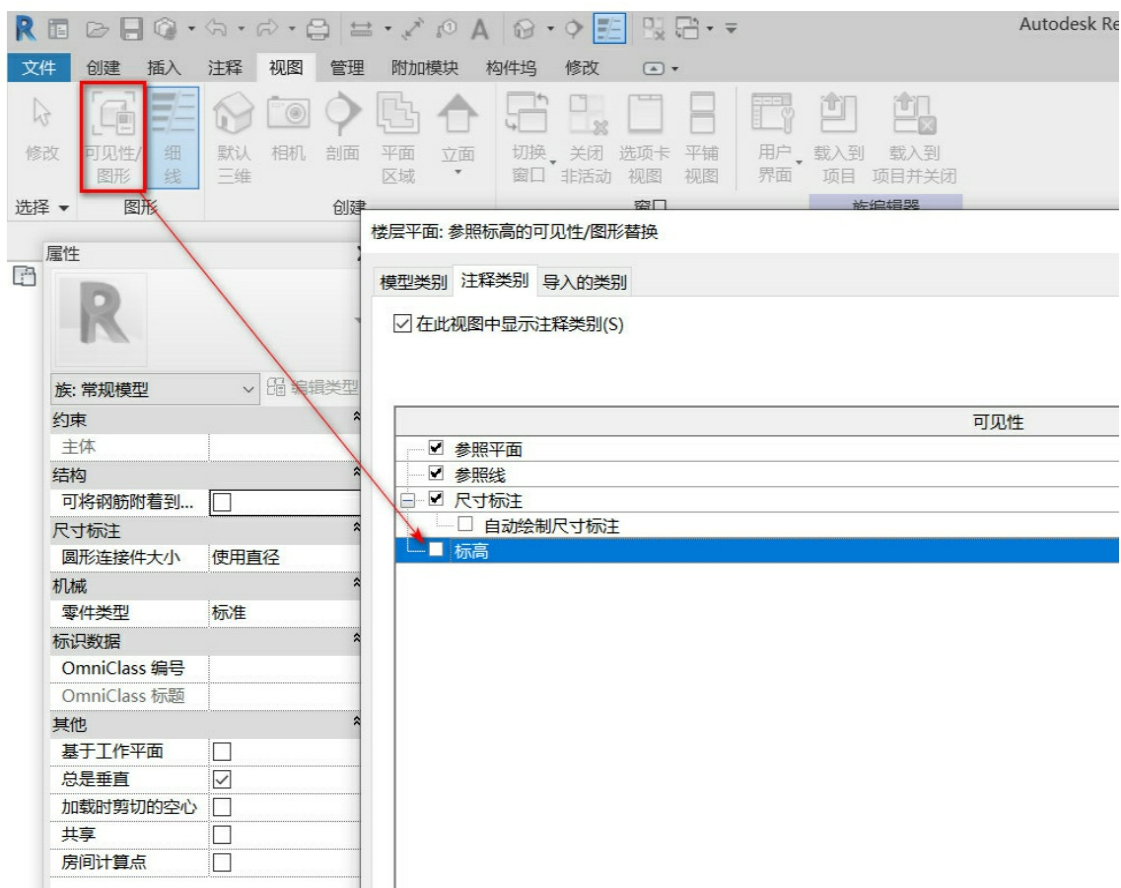 Autodesk Re
文件 创建 插入 注释 视图 管理 附加模块 构件坞 修改
修改 可见性/图形 细线 默认三维 相机 剖面 平面区域 立面 切换窗口 关闭非活动 选项卡视图 平铺视图 用户界面 载入到项目 载入到项目并关闭
选择 图形 创建 窗口 族编辑器
楼层平面: 参照标高的可见性/图形替换
模型类别 注释类别 导入的类别
在此视图中显示注释类别(S)
可见性
参照平面
参照线
尺寸标注
自动绘制尺寸标注
标高
属性
R
族: 常规模型 编辑类型
约束
主体
结构
可将钢筋附着到...
尺寸标注
圆形连接件大小 使用直径
机械
零件类型 标准
标识数据
OmniClass 编号
OmniClass 标题
其他
基于工作平面
总是垂直
加载时剪切的空心
共享
房间计算点